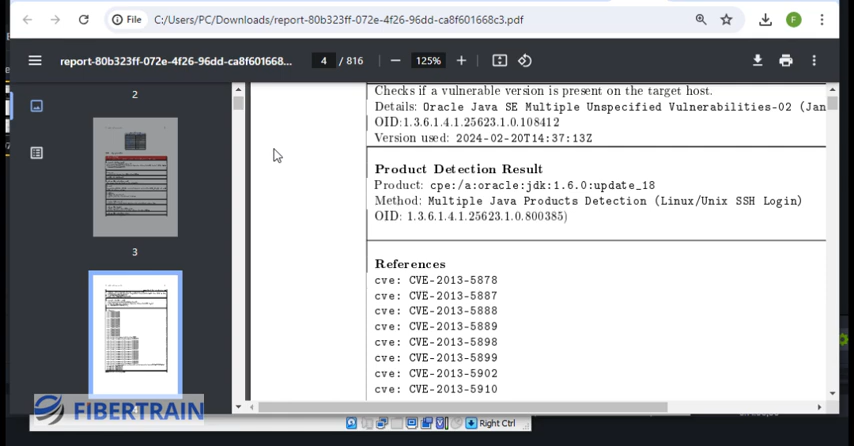 File
C:/Users/PC/Downloads/report-80b323ff-072e-4f26-96dd-ca8f601668c3.pdf
F
report-80b323ff-072e-4f26-96dd-ca8f601668...
4 / 816
125%
2
3
Checks if a vulnerable version is present on the target host.
Details: Oracle Java SE Multiple Unspecified Vulnerabilities-02 (Jan
OID:1.3.6.1.4.1.25623.1.0.108412
Version used: 2024-02-20T14:37:13Z
Product Detection Result
Product: cpe:/a:oracle:jdk:1.6.0:update_18
Method: Multiple Java Products Detection (Linux/Unix SSH Login)
OID: 1.3.6.1.4.1.25623.1.0.800385)
References
cve: CVE-2013-5878
cve: CVE-2013-5887
cve: CVE-2013-5888
cve: CVE-2013-5889
cve: CVE-2013-5898
cve: CVE-2013-5899
cve: CVE-2013-5902
cve: CVE-2013-5910
FIBERTRAIN
Right Ctrl